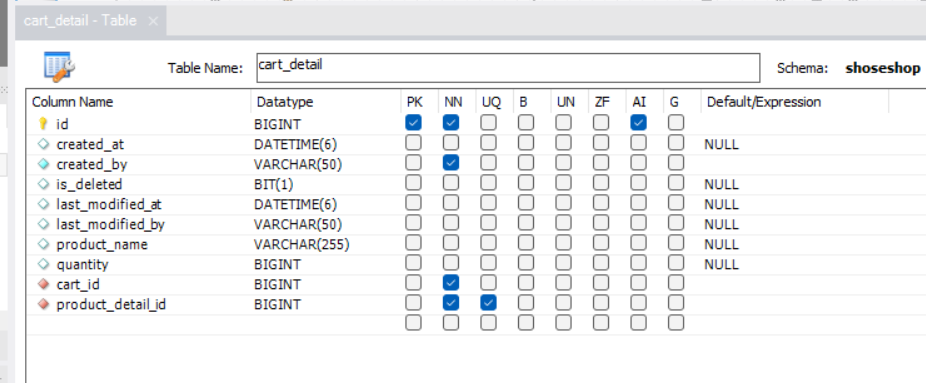 cart_detail - Table ×
Table Name: cart_detail Schema: shoseshop
Column Name Datatype PK NN UQ B UN ZF AI G Default/Expression
id BIGINT
created_at DATETIME(6) NULL
created_by VARCHAR(50)
is_deleted BIT(1) NULL
last_modified_at DATETIME(6) NULL
last_modified_by VARCHAR(50) NULL
product_name VARCHAR(255) NULL
quantity BIGINT NULL
cart_id BIGINT
product_detail_id BIGINT